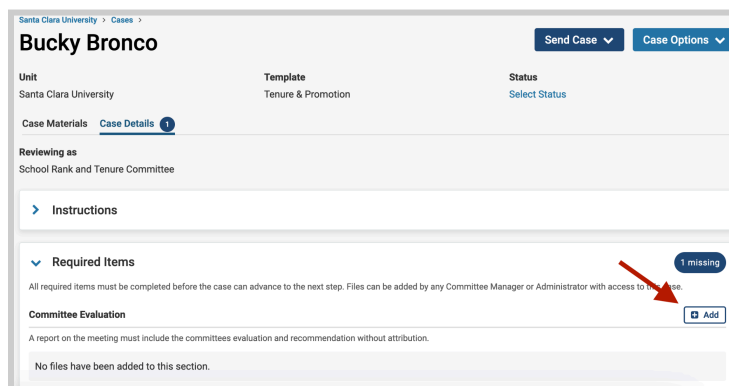 Santa Clara University > Cases >
Bucky Bronco
Send Case
Case Options
Unit
Template
Status
Santa Clara University
Tenure & Promotion
Select Status
Case Materials
Case Details 1
Reviewing as
School Rank and Tenure Committee
Instructions
Required Items
1 missing
All required items must be completed before the case can advance to the next step. Files can be added by any Committee Manager or Administrator with access to this case.
Committee Evaluation
Add
A report on the meeting must include the committees evaluation and recommendation without attribution.
No files have been added to this section.